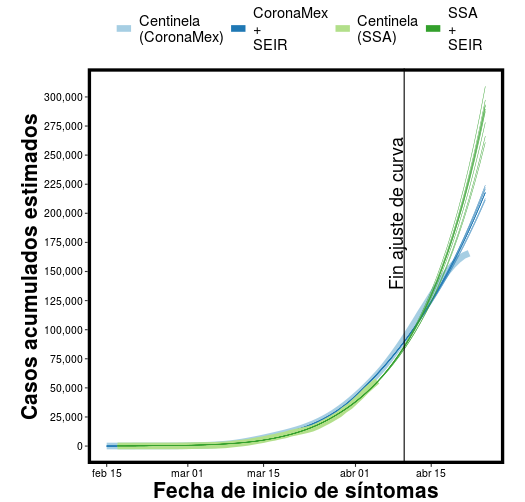 Centinela
(CoronaMex)
CoronaMex
+
SEIR
Centinela
(SSA)
SSA
+
SEIR
Casos acumulados estimados
300,000
275,000
250,000
225,000
200,000
175,000
150,000
125,000
100,000
75,000
50,000
25,000
0
Fin ajuste de curva
feb 15
mar 01
mar 15
abr 01
abr 15
Fecha de inicio de síntomas